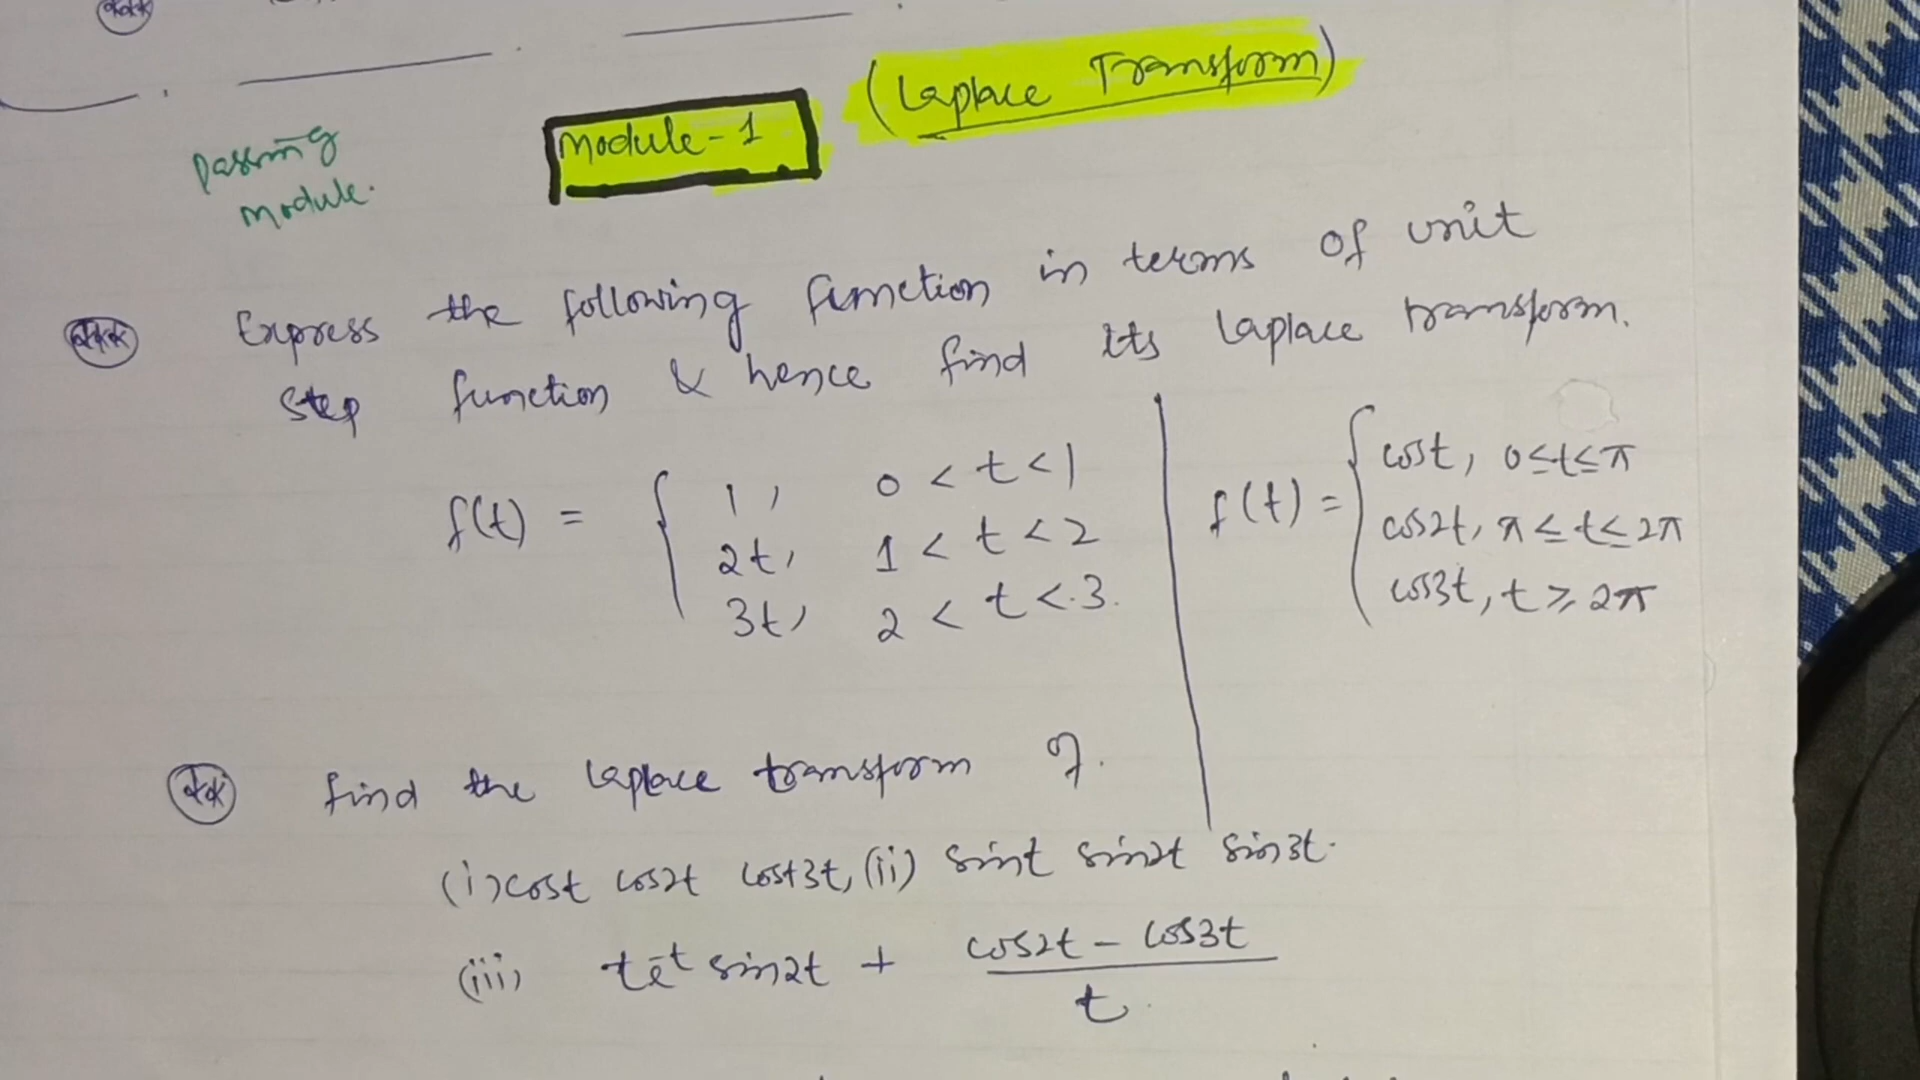 ***
(Laplace Transform)
Module-1
Passing
module.
*** Express the following function in terms of unit
step function & hence find its Laplace transform.
f(t) = { 1, 0 < t < 1
2t, 1 < t < 2
3t, 2 < t < 3.
f(t) = { cost, 0≤t≤π
cos2t, π≤t≤2π
cos3t, t≥2π
** find the Laplace transform of.
(i) cost cos2t cost3t, (ii) sint sin2t sin3t.
(iii) te^-t sin2t + cos2t - cos3t
t